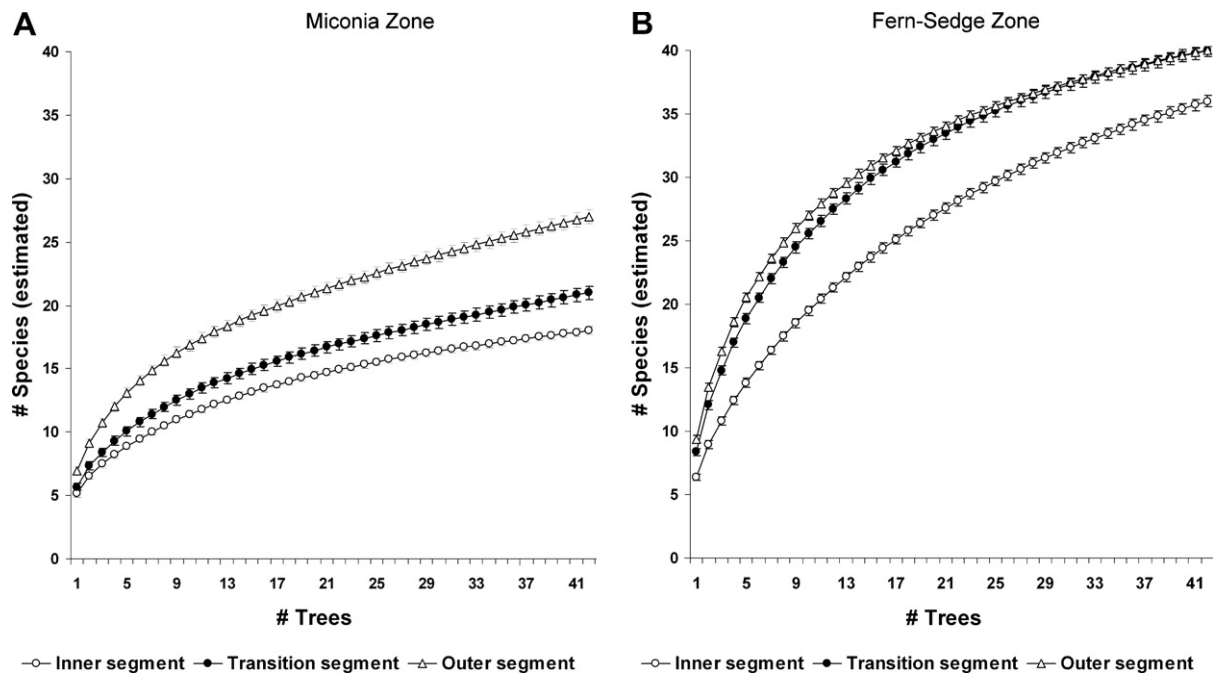 A
Miconia Zone
40
35
30
25
20
15
10
5
0
# Species (estimated)
1 5 9 13 17 21 25 29 33 37 41
# Trees
Inner segment Transition segment Outer segment
B
Fern-Sedge Zone
40
35
30
25
20
15
10
5
0
# Species (estimated)
1 5 9 13 17 21 25 29 33 37 41
# Trees
Inner segment Transition segment Outer segment